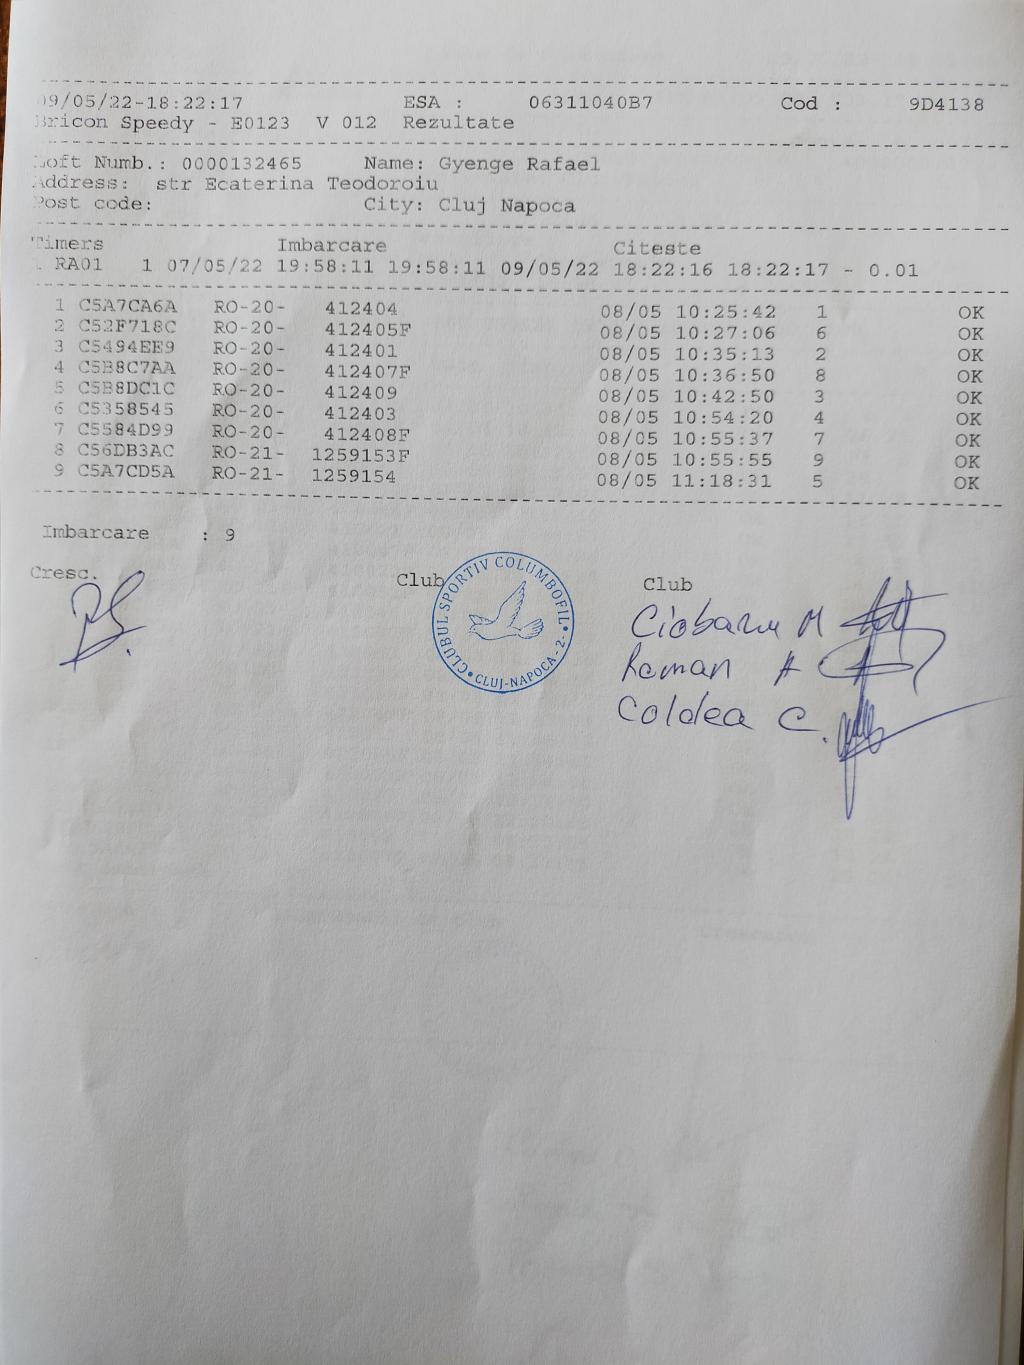 09/05/22-18:22:17 ESA : 06311040B7 Cod : 9D4138
Bricon Speedy - E0123 V 012 Rezultate
Loft Numb.: 0000132465 Name: Gyenge Rafael
Address: str Ecaterina Teodoroiu
Post code: City: Cluj Napoca
Timers Imbarcare Citeste
RA01 1 07/05/22 19:58:11 19:58:11 09/05/22 18:22:16 18:22:17 - 0.01
1 C5A7CA6A RO-20- 412404 08/05 10:25:42 1 OK
2 C52F718C RO-20- 412405F 08/05 10:27:06 6 OK
3 C5494EE9 RO-20- 412401 08/05 10:35:13 2 OK
4 C5B8C7AA RO-20- 412407F 08/05 10:36:50 8 OK
5 C5B8DC1C RO-20- 412409 08/05 10:42:50 3 OK
6 C5358545 RO-20- 412403 08/05 10:54:20 4 OK
7 C5584D99 RO-20- 412408F 08/05 10:55:37 7 OK
8 C56DB3AC RO-21- 1259153F 08/05 10:55:55 9 OK
9 C5A7CD5A RO-21- 1259154 08/05 11:18:31 5 OK
Imbarcare : 9
Cresc. Club Club
CLUBUL SPORTIV COLUMBOFIL
CLUJ-NAPOCA - 2 -
Ciobanu M
Roman A
Coldea C.